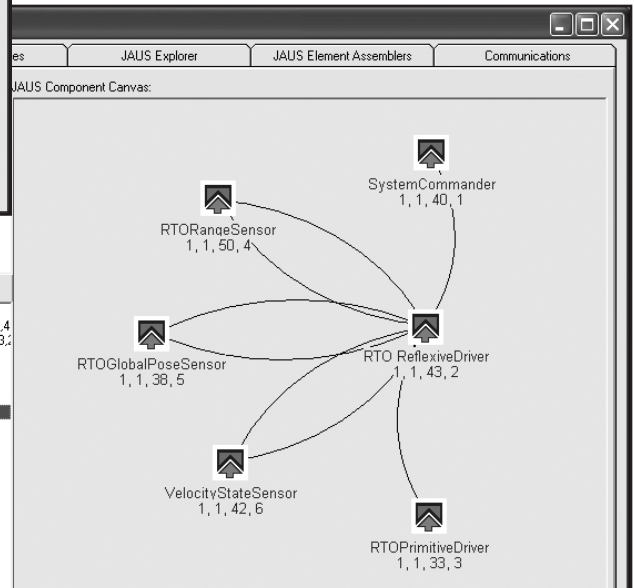 es
JAUS Explorer
JAUS Element Assemblers
Communications
JAUS Component Canvas:
SystemCommander
1, 1, 40, 1
RTORangeSensor
1, 1, 50, 4
RTO ReflexiveDriver
1, 1, 43, 2
RTOGlobalPoseSensor
1, 1, 38, 5
VelocityStateSensor
1, 1, 42, 6
RTOPrimitiveDriver
1, 1, 33, 3